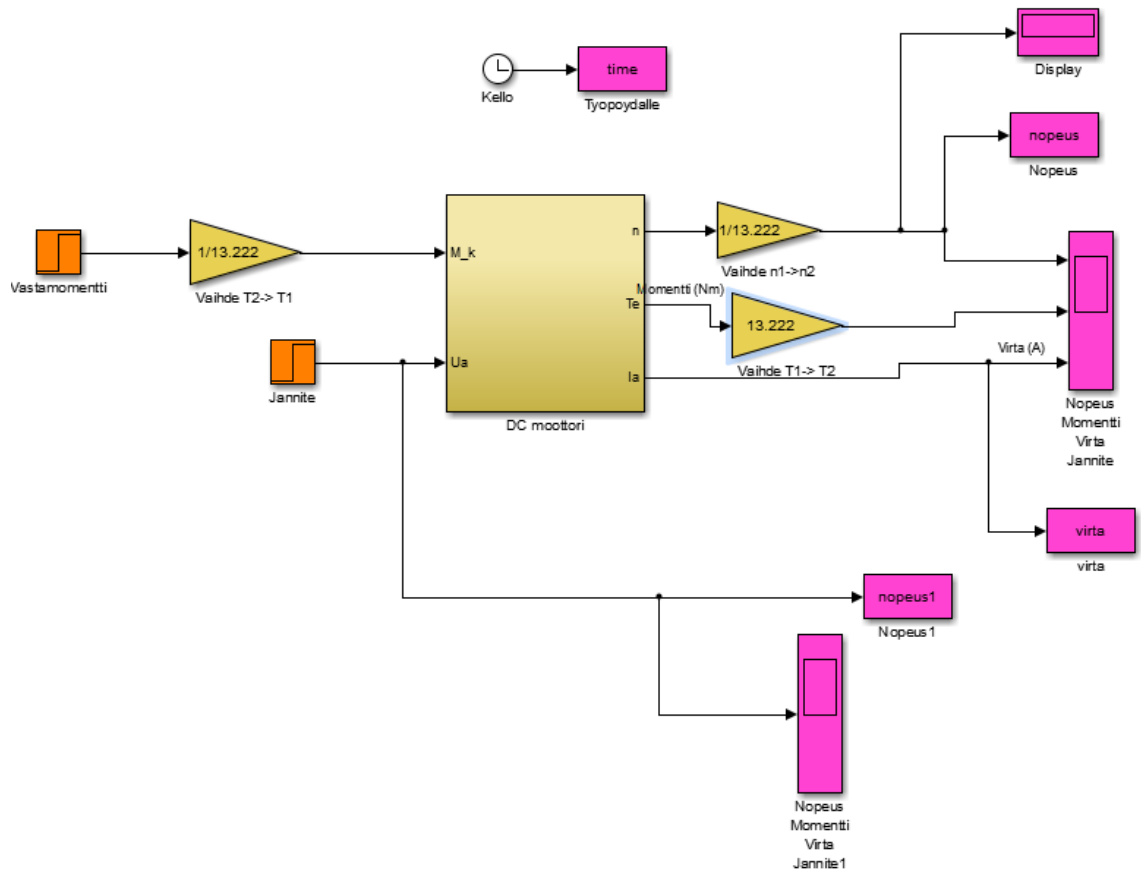 Display
time
Kello
Tyopoydalle
nopeus
Nopeus
1/13.222
Vastamomentti
Vaihde T2-> T1
M_k
n
1/13.222
Vaihde n1->n2
Momentti (Nm)
Te
13.222
Vaihde T1-> T2
Jannite
Ua
Ia
Virta (A)
DC moottori
Nopeus
Momentti
Virta
Jannite
virta
virta
nopeus1
Nopeus1
Nopeus
Momentti
Virta
Jannite1